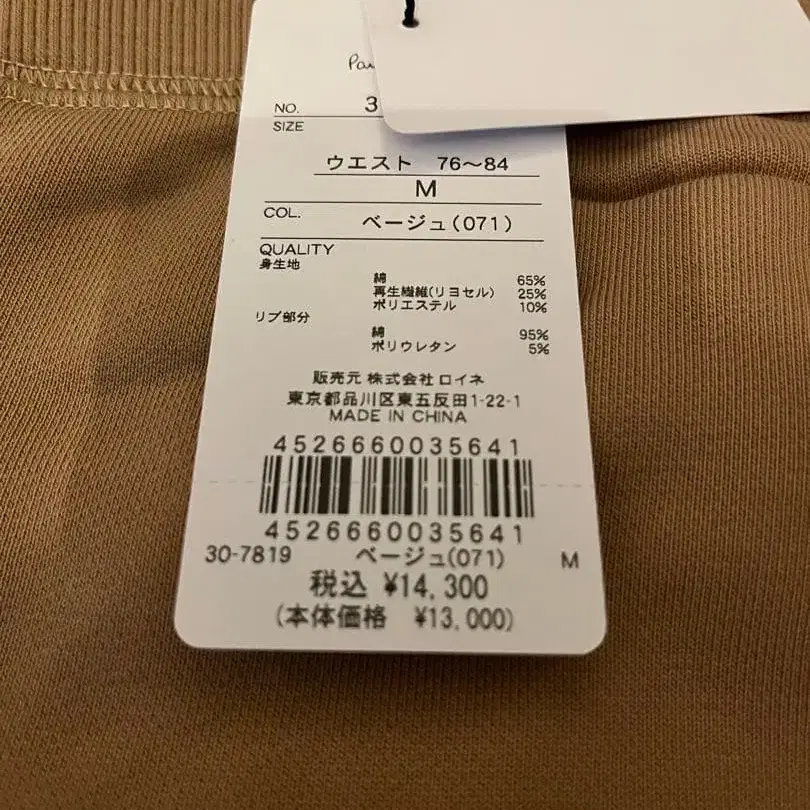 NO. 3
SIZE
ウエスト 76～84
M
COL. ベージュ(071)
QUALITY
身生地
綿 65%
再生繊維(リヨセル) 25%
ポリエステル 10%
リブ部分
綿 95%
ポリウレタン 5%
販売元 株式会社 ロイネ
東京都品川区東五反田1-22-1
MADE IN CHINA
4526660035641
4526660035641
30-7819 ベージュ(071) M
税込 ¥14,300
(本体価格 ¥13,000)